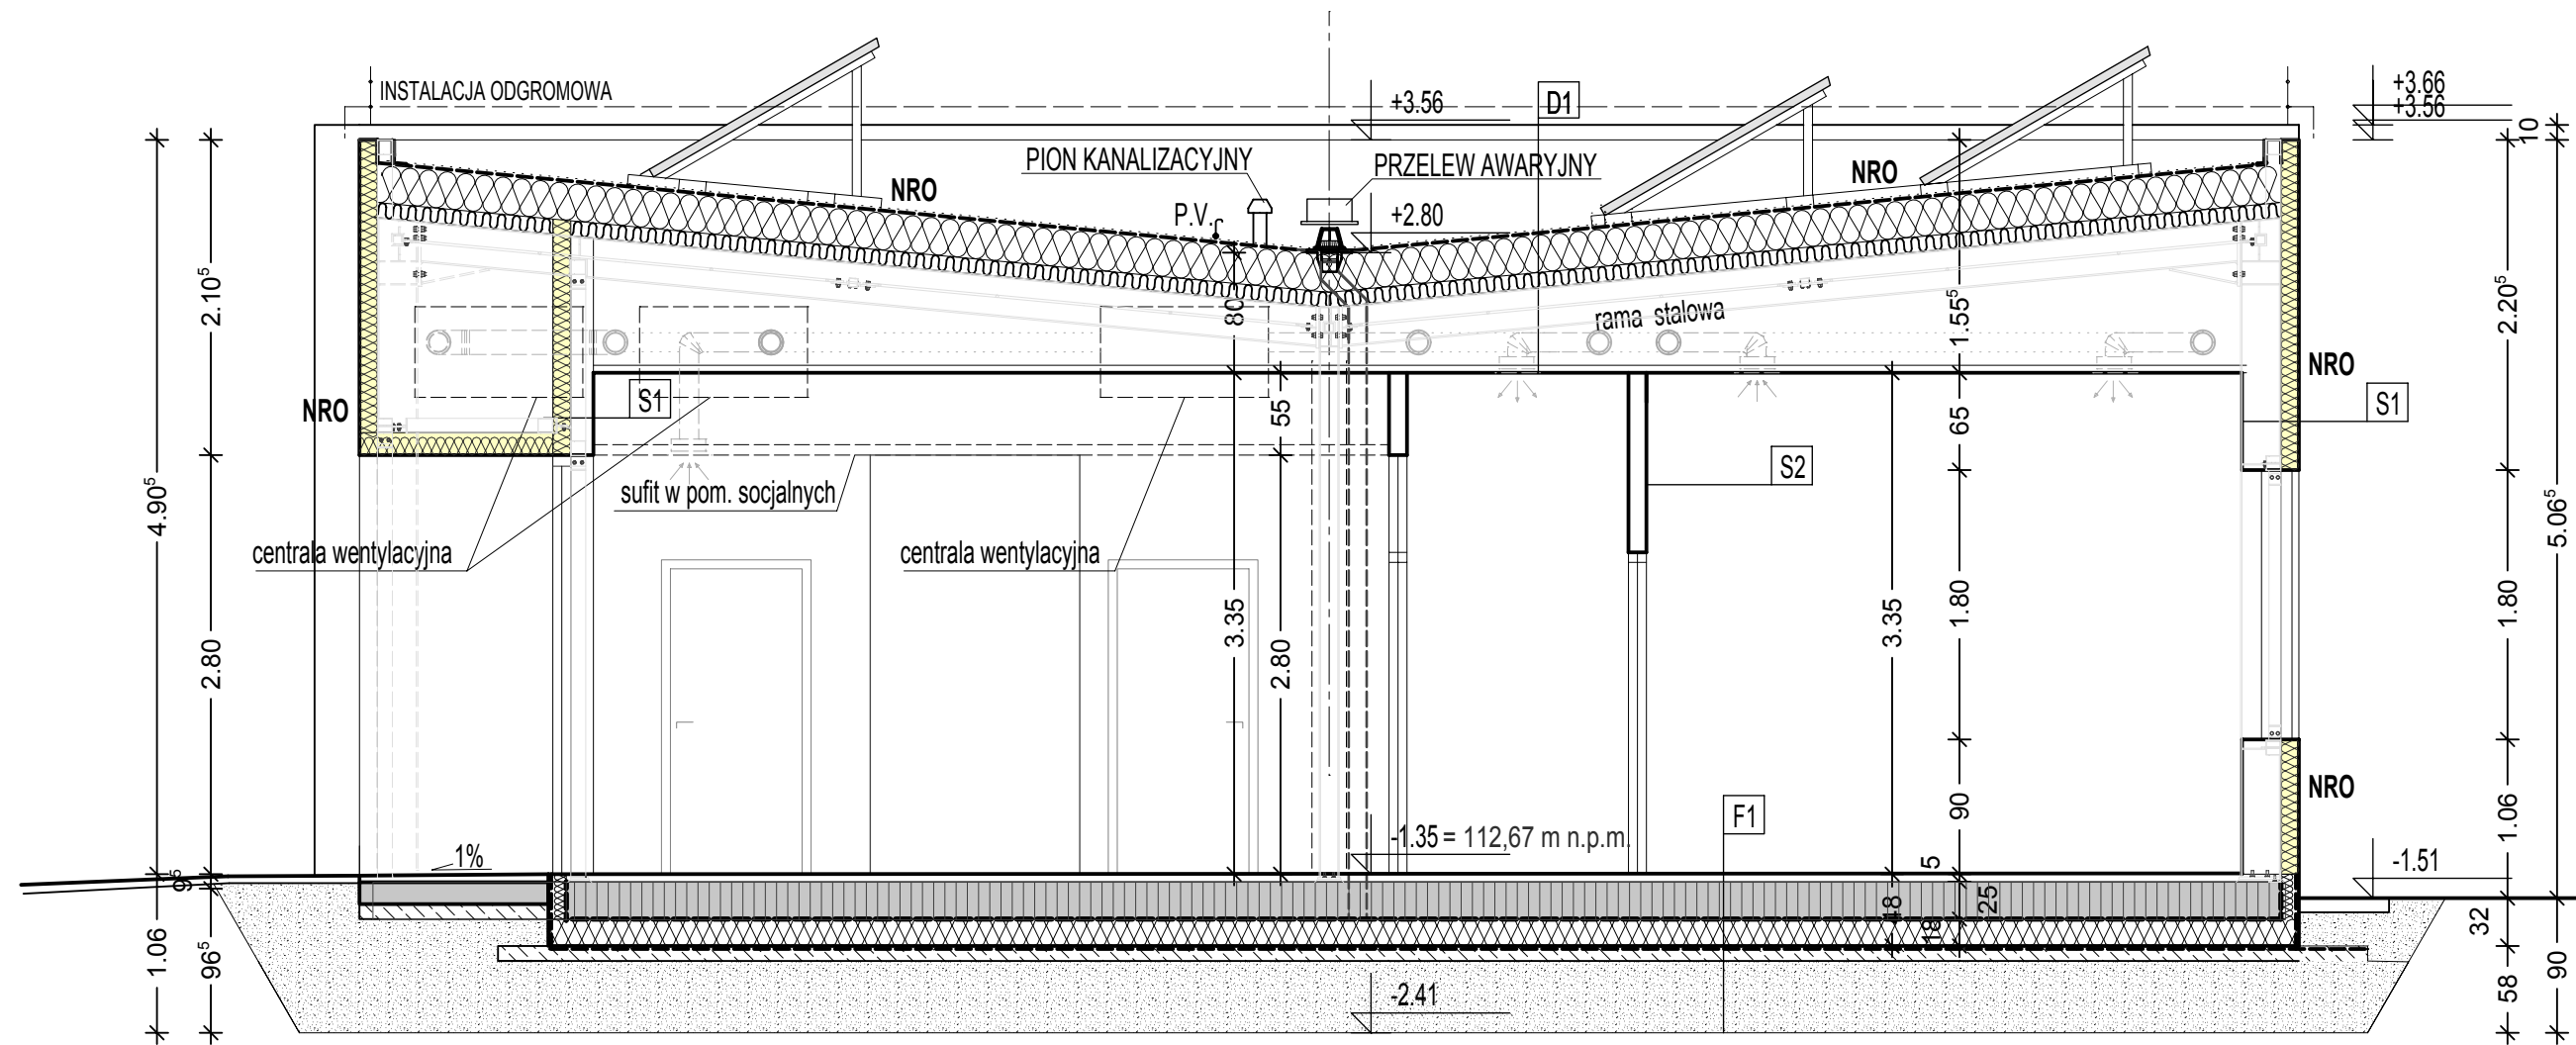 INSTALACJA ODGROMOWA
+3.56
D1
+3.66
+3.56
10
PION KANALIZACYJNY
PRZELEW AWARYJNY
NRO
NRO
P.V.
+2.80
2.10⁵
4.90⁵
2.80
80
rama stalowa
1.55⁵
2.20⁵
5.06⁵
NRO
NRO
S1
S1
55
65
S2
sufit w pom. socjalnych
centrala wentylacyjna
centrala wentylacyjna
3.35
2.80
3.35
1.80
1.80
90
1.06
NRO
F1
-1.35 = 112,67 m n.p.m.
1%
-1.51
9⁵
5
25
48
18
32
1.06
96⁵
-2.41
58
90